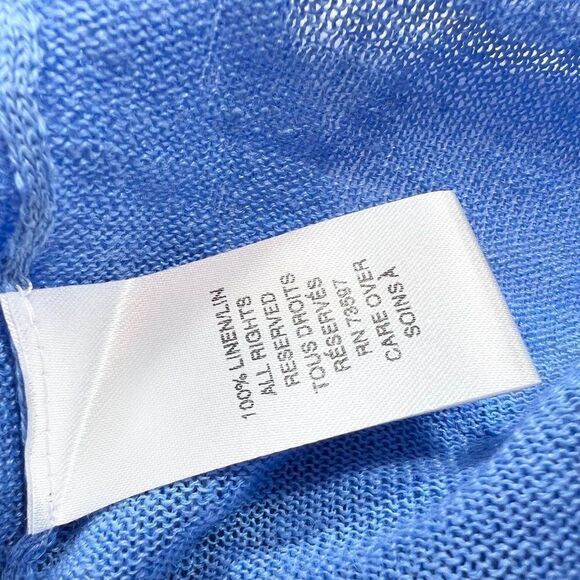 100% LINEN/LIN
ALL RIGHTS
RESERVED
TOUS DROITS
RÉSERVÉS
RN 73597
CARE OVER
SOINS À